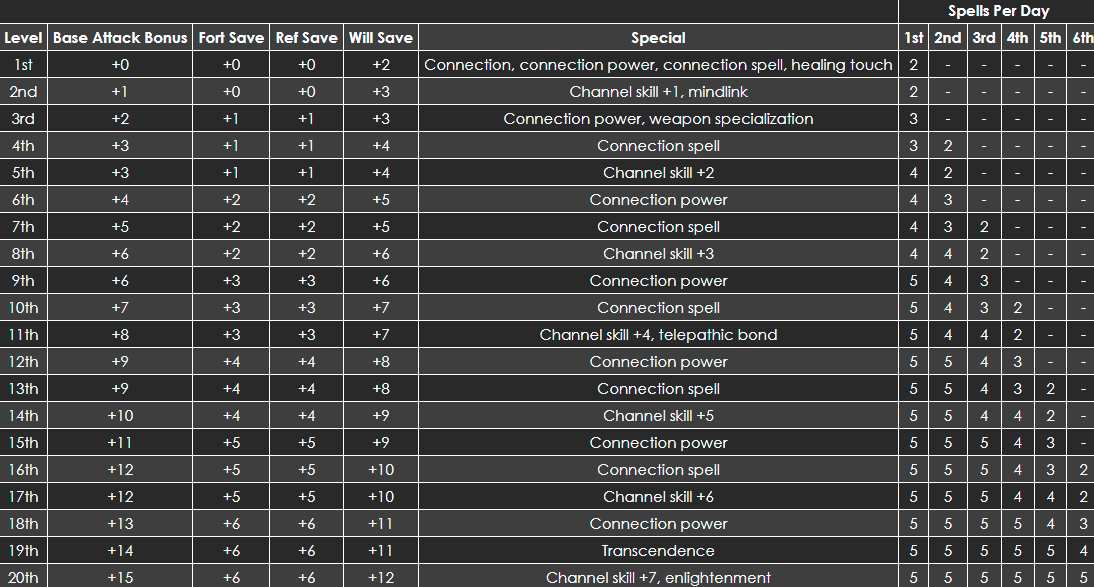 Spells Per Day
Level Base Attack Bonus Fort Save Ref Save Will Save Special 1st 2nd 3rd 4th 5th 6th
1st +0 +0 +0 +2 Connection, connection power, connection spell, healing touch 2 - - - - -
2nd +1 +0 +0 +3 Channel skill +1, mindlink 2 - - - - -
3rd +2 +1 +1 +3 Connection power, weapon specialization 3 - - - - -
4th +3 +1 +1 +4 Connection spell 3 2 - - - -
5th +3 +1 +1 +4 Channel skill +2 4 2 - - - -
6th +4 +2 +2 +5 Connection power 4 3 - - - -
7th +5 +2 +2 +5 Connection spell 4 3 2 - - -
8th +6 +2 +2 +6 Channel skill +3 4 4 2 - - -
9th +6 +3 +3 +6 Connection power 5 4 3 - - -
10th +7 +3 +3 +7 Connection spell 5 4 3 2 - -
11th +8 +3 +3 +7 Channel skill +4, telepathic bond 5 4 4 2 - -
12th +9 +4 +4 +8 Connection power 5 5 4 3 - -
13th +9 +4 +4 +8 Connection spell 5 5 4 3 2 -
14th +10 +4 +4 +9 Channel skill +5 5 5 4 4 2 -
15th +11 +5 +5 +9 Connection power 5 5 5 4 3 -
16th +12 +5 +5 +10 Connection spell 5 5 5 4 3 2
17th +12 +5 +5 +10 Channel skill +6 5 5 5 4 4 2
18th +13 +6 +6 +11 Connection power 5 5 5 5 4 3
19th +14 +6 +6 +11 Transcendence 5 5 5 5 5 4
20th +15 +6 +6 +12 Channel skill +7, enlightenment 5 5 5 5 5 5